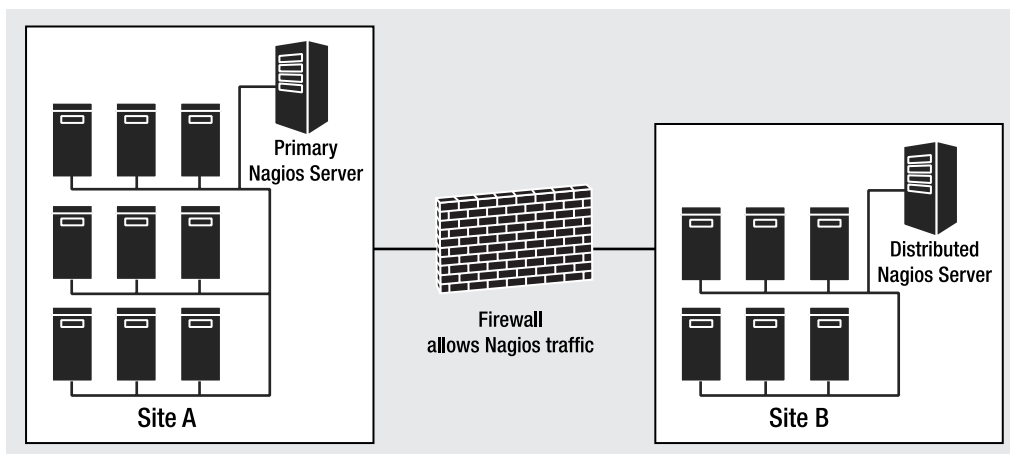 Primary
Nagios Server
Site A
Firewall
allows Nagios traffic
Distributed
Nagios Server
Site B